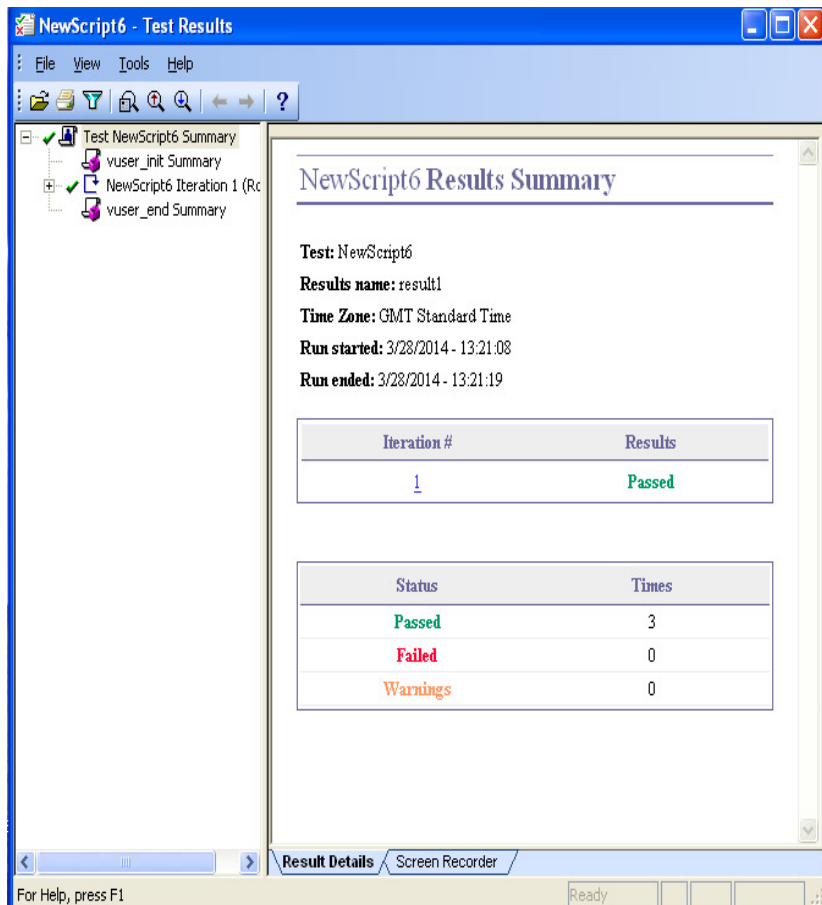 NewScript6 - Test Results
File View Tools Help
?
Test NewScript6 Summary
vuser_init Summary
NewScript6 Iteration 1 (Ro
vuser_end Summary
NewScript6 Results Summary
Test: NewScript6
Results name: result1
Time Zone: GMT Standard Time
Run started: 3/28/2014 - 13:21:08
Run ended: 3/28/2014 - 13:21:19
Iteration # Results
1 Passed
Status Times
Passed 3
Failed 0
Warnings 0
Result Details Screen Recorder
For Help, press F1 Ready